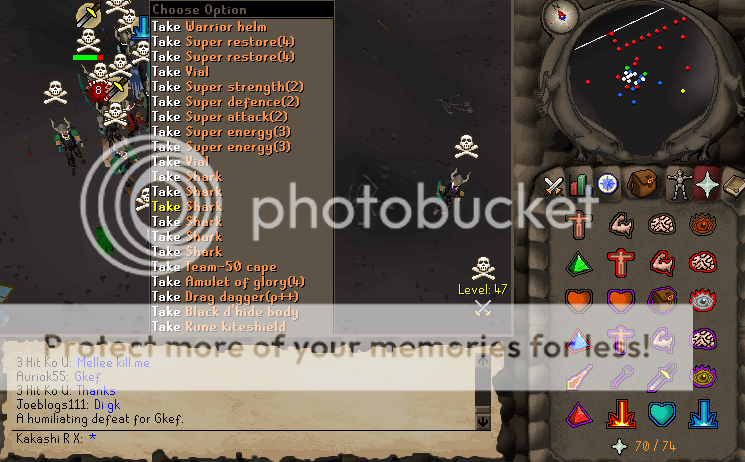 Choose Option
Take Warrior helm
Take Super restore(4)
Take Super restore(4)
Take Vial
Take Super strength(2)
Take Super defence(2)
Take Super attack(2)
Take Super energy(3)
Take Super energy(3)
Take Vial
Take Shark
Take Shark
Take Shark
Take Shark
Take Shark
Take Shark
Take Team-50 cape
Take Amulet of glory(4)
Take Drag dagger(p++)
Take Black d'hide body
Take Rune kiteshield
8
photobucket
Level: 47
Protect more of your memories for less!
3 Hit Ko U: Mellee kill me
Auriok55: Gkef
3 Hit Ko U: Thanks
Joeblogs111: Di gk
A humiliating defeat for Gkef.
Kakashi R X: *
70 / 74